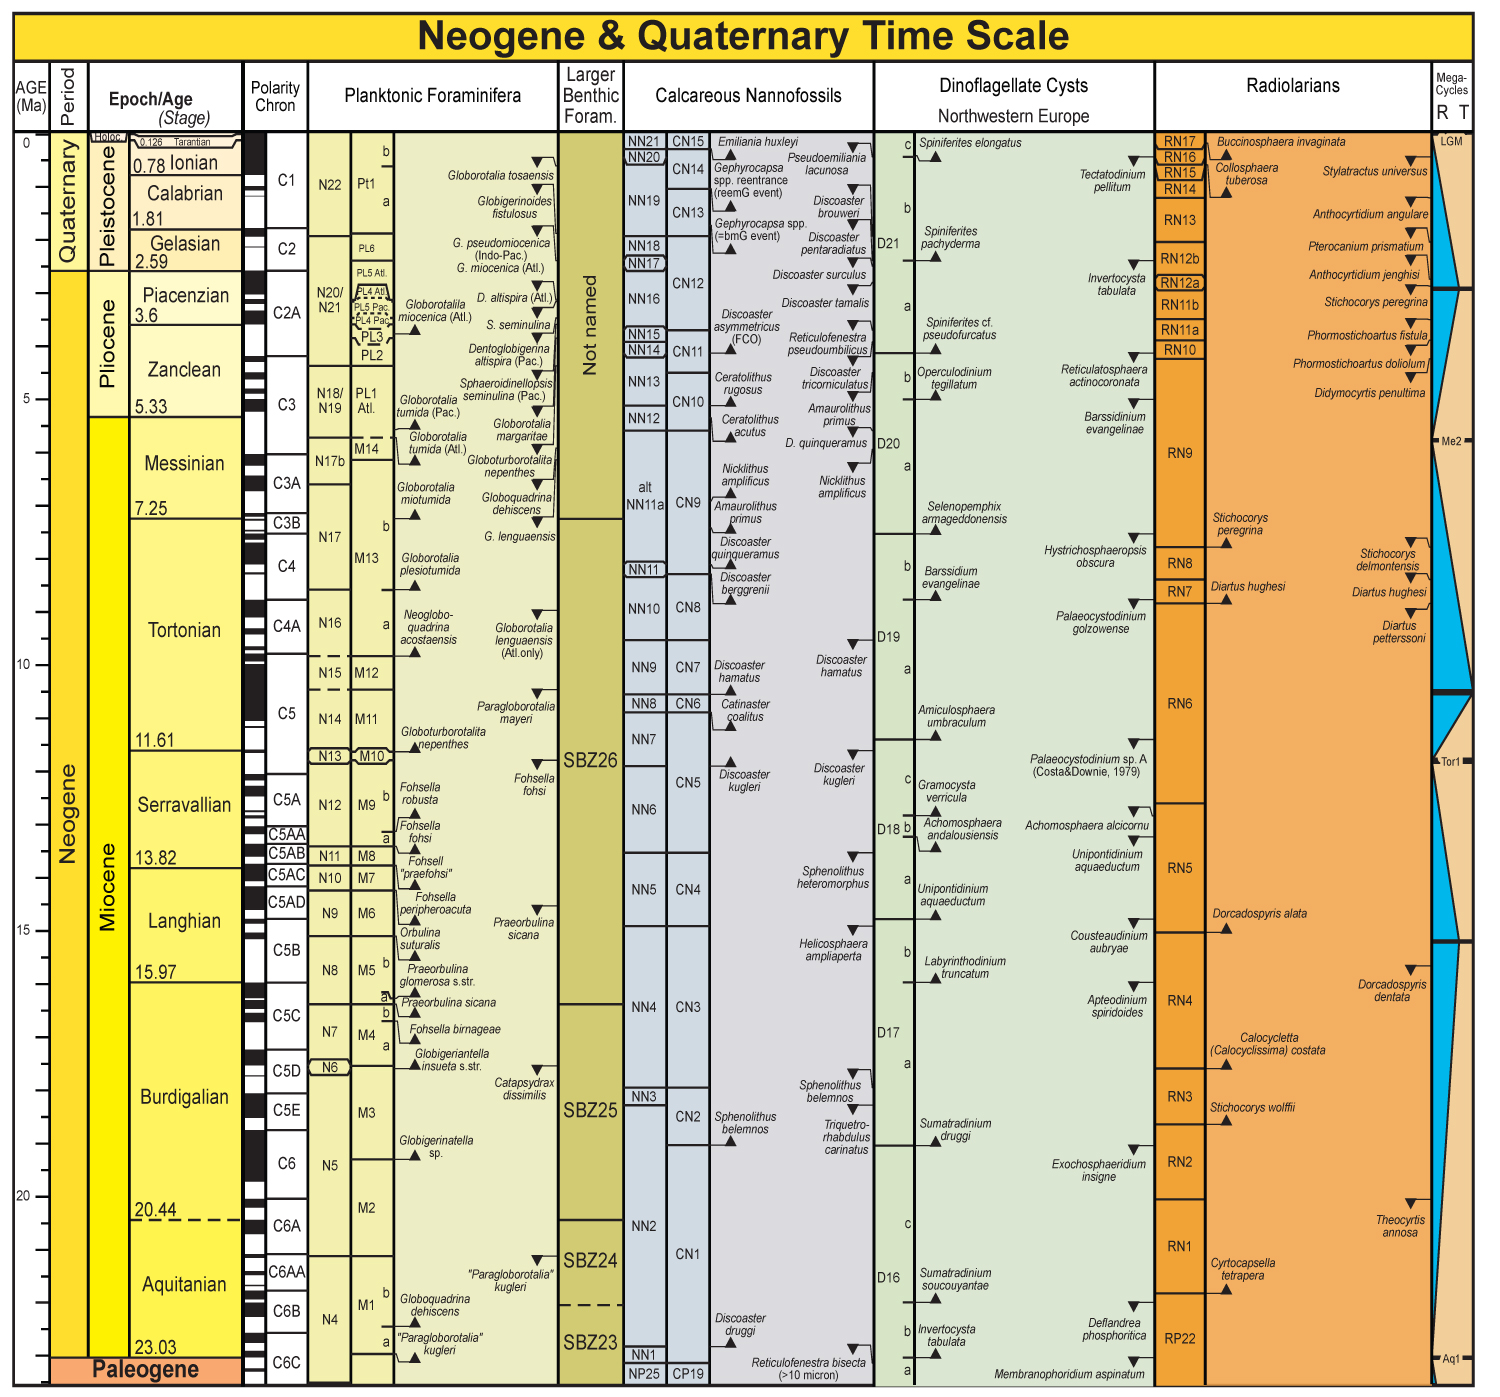 Neogene & Quaternary Time Scale
AGE
(Ma)
Period
Epoch/Age
(Stage)
Polarity
Chron
Planktonic Foraminifera
Larger
Benthic
Foram.
Calcareous Nannofossils
Dinoflagellate Cysts
Northwestern Europe
Radiolarians
Mega-
Cycles
R T
0
5
10
15
20
Quaternary
Neogene
Paleogene
Holoc.
Pleistocene
Pliocene
Miocene
0.126 Tarantian
0.78 Ionian
Calabrian
1.81
Gelasian
2.59
Piacenzian
3.6
Zanclean
5.33
Messinian
7.25
Tortonian
11.61
Serravallian
13.82
Langhian
15.97
Burdigalian
20.44
Aquitanian
23.03
C1
C2
C2A
C3
C3A
C3B
C4
C4A
C5
C5A
C5AA
C5AB
C5AC
C5AD
C5B
C5C
C5D
C5E
C6
C6A
C6AA
C6B
C6C
N22
N20/
N21
N18/
N19
N17b
N17
N16
N15
N14
N13
N12
N11
N10
N9
N8
N7
N6
N5
N4
b
Pt1
a
PL6
PL5 Atl.
PL4 Atl.
PL5 Pac.
PL4 Pac.
PL3
PL2
PL1
Atl.
M14
b
M13
a
M12
M11
M10
M9
b
a
M8
M7
M6
M5
b
a
b
M4
a
M3
M2
M1
b
a
Globorotalia tosaensis
Globigerinoides
fistulosus
G. pseudomiocenica
(Indo-Pac.)
G. miocenica (Atl.)
D. altispira (Atl.)
Globorotalila
miocenica (Atl.)
S. seminulina
Dentoglobigerina
altispira (Pac.)
Sphaeroidinellopsis
seminulina (Pac.)
Globorotalia
tumida (Pac.)
Globorotalia
margaritae
Globorotalia
tumida (Atl.)
Globoturborotalita
nepenthes
Globorotalia
miotumida
Globoquadrina
dehiscens
G. lenguaensis
Globorotalia
plesiotumida
Neoglobo-
quadrina
acostaensis
Globorotalia
lenguaensis
(Atl.only)
Paragloborotalia
mayeri
Globoturborotalita
nepenthes
Fohsella
fohsi
Fohsella
robusta
Fohsella
fohsi
Fohsell
"praefohsi"
Fohsella
peripheroacuta
Praeorbulina
sicana
Orbulina
suturalis
Praeorbulina
glomerosa s.str.
Praeorbulina sicana
Fohsella birnageae
Globigeriantella
insueta s.str.
Catapsydrax
dissimilis
Globigerinatella
sp.
"Paragloborotalia"
kugleri
Globoquadrina
dehiscens
"Paragloborotalia"
kugleri
Not named
SBZ26
SBZ25
SBZ24
SBZ23
NN21
NN20
NN19
NN18
NN17
NN16
NN15
NN14
NN13
NN12
alt
NN11a
NN11
NN10
NN9
NN8
NN7
NN6
NN5
NN4
NN3
NN2
NN1
NP25
CN15
CN14
CN13
CN12
CN11
CN10
CN9
CN8
CN7
CN6
CN5
CN4
CN3
CN2
CN1
CP19
Emiliania huxleyi
Pseudoemiliania
lacunosa
Gephyrocapsa
spp. reentrance
(reemG event)
Discoaster
brouweri
Gephyrocapsa spp.
(=bmG event)
Discoaster
pentaradiatus
Discoaster surculus
Discoaster tamalis
Discoaster
asymmetricus
(FCO)
Reticulofenestra
pseudoumbilicus
Discoaster
tricorniculatus
Ceratolithus
rugosus
Amaurolithus
primus
Ceratolithus
acutus
D. quinqueramus
Nicklithus
amplificus
Nicklithus
amplificus
Amaurolithus
primus
Discoaster
quinqueramus
Discoaster
berggrenii
Discoaster
hamatus
Discoaster
hamatus
Catinaster
coalitus
Discoaster
kugleri
Discoaster
kugleri
Sphenolithus
heteromorphus
Helicosphaera
ampliaperta
Sphenolithus
belemnos
Sphenolithus
belemnos
Triquetro-
rhabdulus
carinatus
Discoaster
druggi
Reticulofenestra bisecta
(>10 micron)
c
b
D21
a
b
D20
a
b
D19
a
c
D18 b
a
b
D17
a
c
D16
b
a
Spiniferites elongatus
Tectatodinium
pellitum
Spiniferites
pachyderma
Invertocysta
tabulata
Spiniferites cf.
pseudofurcatus
Operculodinium
tegillatum
Reticulatosphaera
actinocoronata
Barssidinium
evangelinae
Selenopemphix
armageddonensis
Hystrichosphaeropsis
obscura
Barssidium
evangelinae
Palaeocystodinium
golzowense
Amiculosphaera
umbraculum
Palaeocystodinium sp. A
(Costa&Downie, 1979)
Gramocysta
verricula
Achomosphaera
andalousiensis
Achomosphaera alcicornu
Unipontidinium
aquaeductum
Unipontidinium
aquaeductum
Cousteaudinium
aubryae
Labyrinthodinium
truncatum
Apteodinium
spiridoides
Sumatradinium
druggi
Exochosphaeridium
insigne
Sumatradinium
soucouyantae
Deflandrea
phosphoritica
Invertocysta
tabulata
Membranophoridium aspinatum
RN17
RN16
RN15
RN14
RN13
RN12b
RN12a
RN11b
RN11a
RN10
RN9
RN8
RN7
RN6
RN5
RN4
RN3
RN2
RN1
RP22
Buccinosphaera invaginata
Collosphaera
tuberosa
Stylatractus universus
Anthocyrtidium angulare
Pterocanium prismatium
Anthocyrtidium jenghisi
Stichocorys peregrina
Phormostichoartus fistula
Phormostichoartus doliolum
Didymocyrtis penultima
Stichocorys
peregrina
Stichocorys
delmontensis
Diartus hughesi
Diartus hughesi
Diartus
petterssoni
Dorcadospyris alata
Dorcadospyris
dentata
Calocycletta
(Calocyclissima) costata
Stichocorys wolffii
Theocyrtis
annosa
Cyrtocapsella
tetrapera
LGM
Me2
Tor1
Aq1